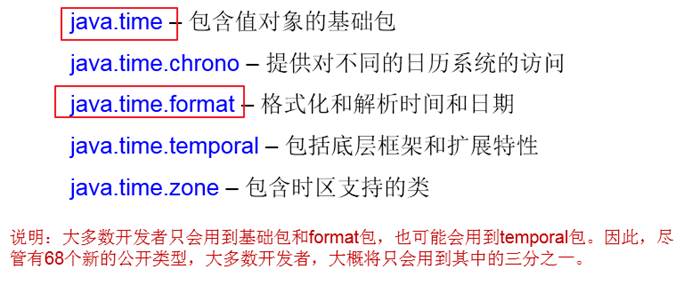 java.time – 包含值对象的基础包
java.time.chrono – 提供对不同的日历系统的访问
java.time.format – 格式化和解析时间和日期
java.time.temporal – 包括底层框架和扩展特性
java.time.zone – 包含时区支持的类
说明：大多数开发者只会用到基础包和format包，也可能会用到temporal包。因此，尽
管有68个新的公开类型，大多数开发者，大概将只会用到其中的三分之一。